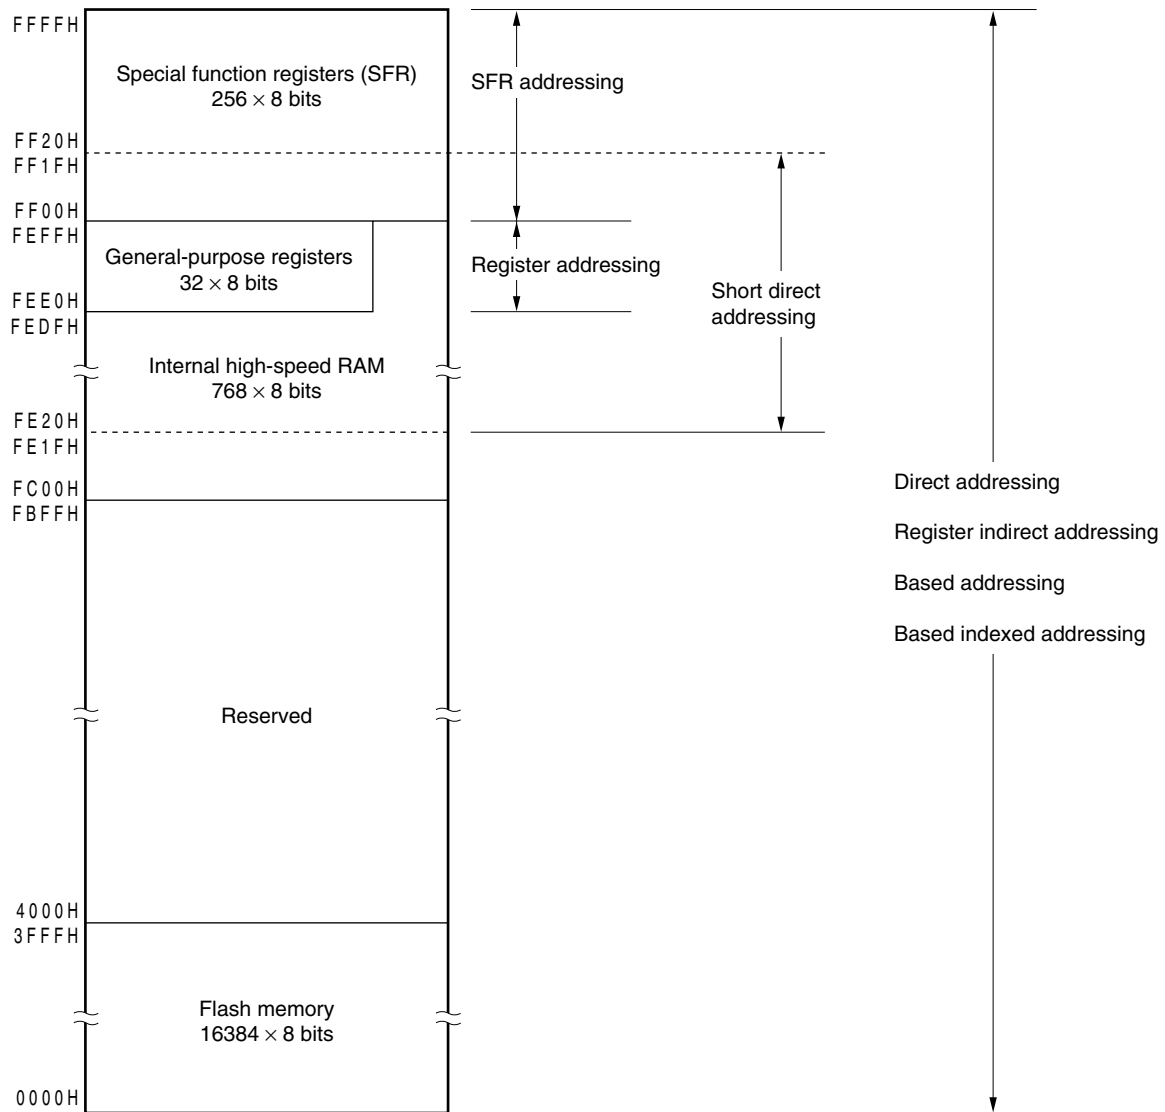 FFFFH
Special function registers (SFR)
256 × 8 bits
SFR addressing
FF20H
FF1FH
FF00H
FEFFH
General-purpose registers
32 × 8 bits
Register addressing
Short direct
addressing
FEE0H
FEDFH
Internal high-speed RAM
768 × 8 bits
FE20H
FE1FH
FC00H
FBFFH
Direct addressing
Register indirect addressing
Based addressing
Based indexed addressing
Reserved
4000H
3FFFH
Flash memory
16384 × 8 bits
0000H